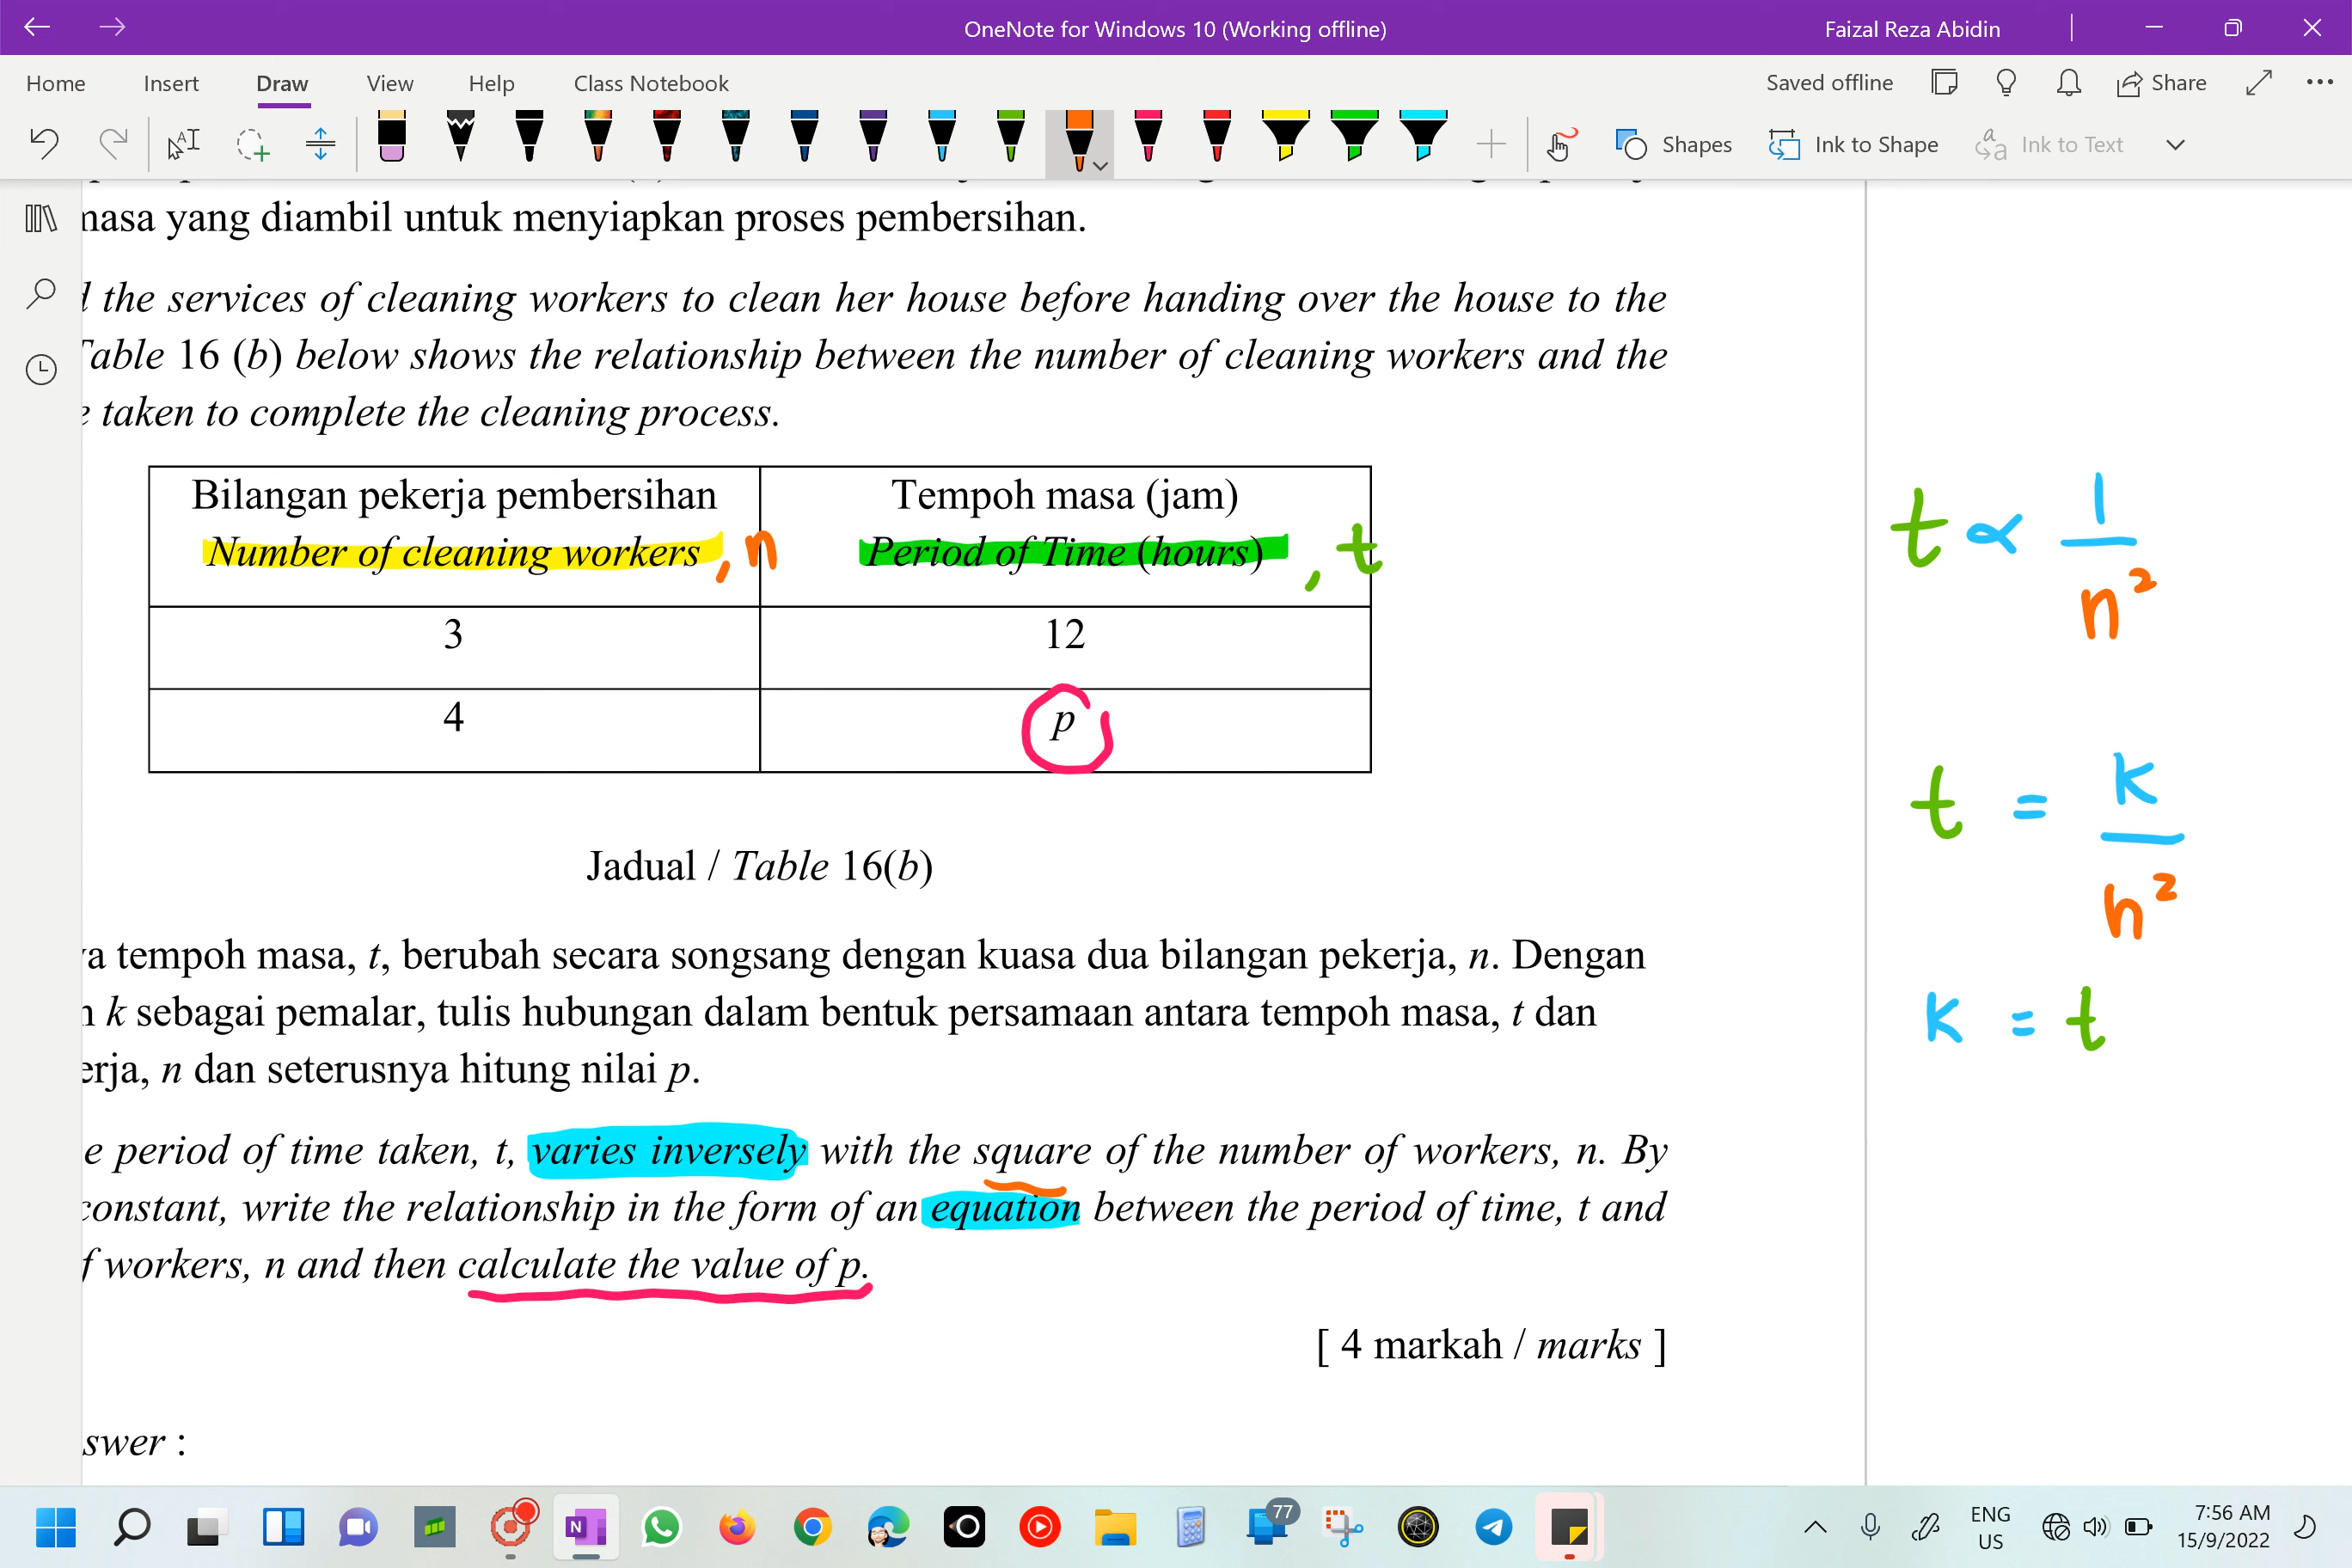 OneNote for Windows 10 (Working offline)
Faizal Reza Abidin
Home Insert Draw View Help Class Notebook
Saved offline
Share
Shapes
Ink to Shape
Ink to Text
masa yang diambil untuk menyiapkan proses pembersihan.
the services of cleaning workers to clean her house before handing over the house to the
Table 16 (b) below shows the relationship between the number of cleaning workers and the
taken to complete the cleaning process.
Bilangan pekerja pembersihan
Number of cleaning workers , n
Tempoh masa (jam)
Period of Time (hours) , t
3 12
4 p
Jadual / Table 16(b)
tempoh masa, t, berubah secara songsang dengan kuasa dua bilangan pekerja, n. Dengan
k sebagai pemalar, tulis hubungan dalam bentuk persamaan antara tempoh masa, t dan
erja, n dan seterusnya hitung nilai p.
e period of time taken, t, varies inversely with the square of the number of workers, n. By
constant, write the relationship in the form of an equation between the period of time, t and
f workers, n and then calculate the value of p.
[ 4 markah / marks ]
swer :
t ∝ 1
n²
t = k
n²
k = t
77
ENG
US
7:56 AM
15/9/2022